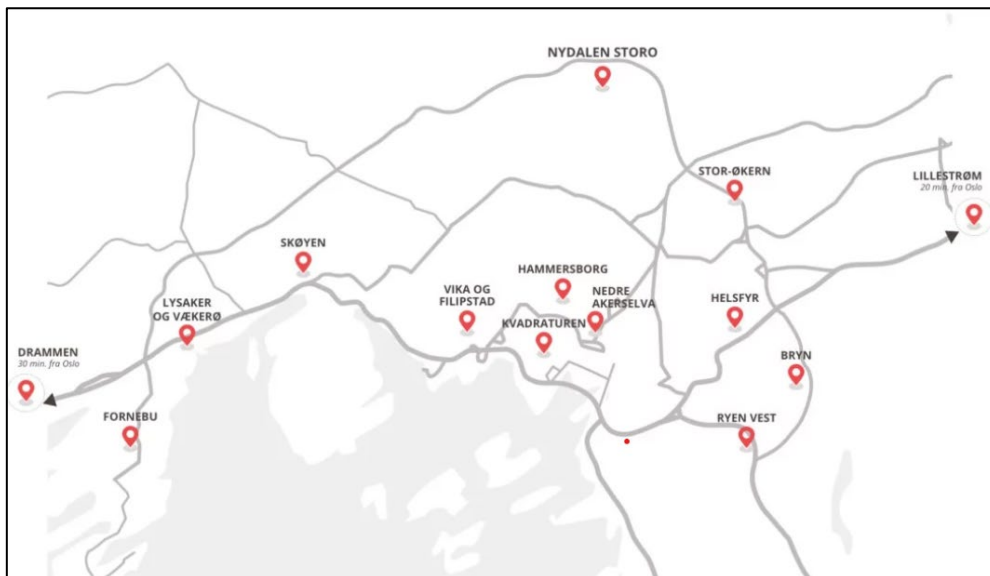 NYDALEN STORO
STOR-ØKERN
LILLESTRØM
20 min. fra Oslo
SKØYEN
HAMMERSBORG
VIKA OG
FILIPSTAD
NEDRE
AKERSELVA
HELSFYR
LYSAKER
OG VÆKERØ
KVADRATUREN
DRAMMEN
30 min. fra Oslo
BRYN
FORNEBU
RYEN VEST